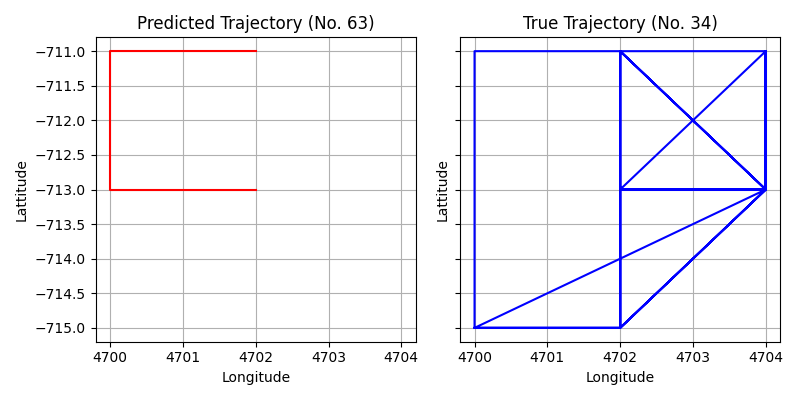 Predicted Trajectory (No. 63)
−711.0
−711.5
−712.0
−712.5
−713.0
−713.5
−714.0
−714.5
−715.0
Lattitude
4700 4701 4702 4703 4704
Longitude
True Trajectory (No. 34)
Lattitude
4700 4701 4702 4703 4704
Longitude